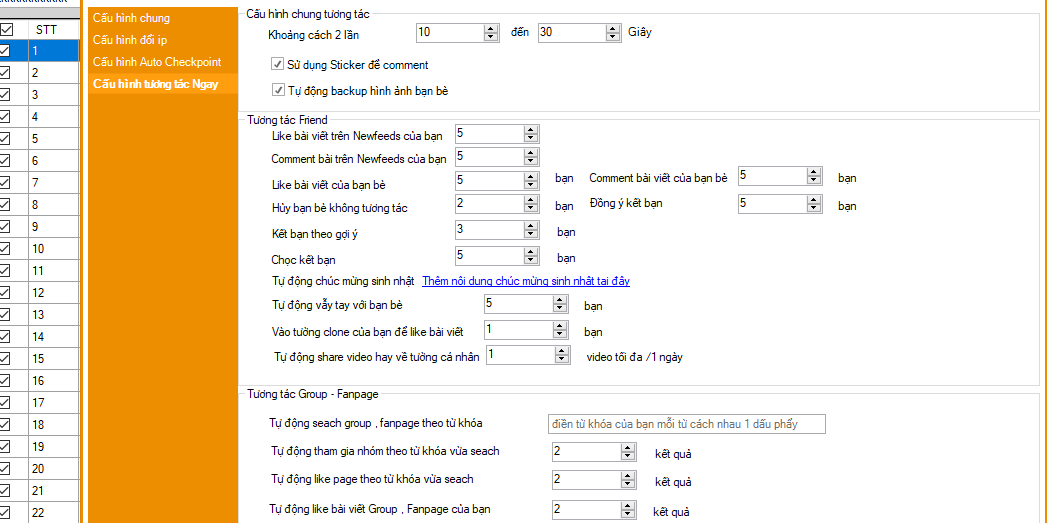 STT
1
2
3
4
5
6
7
8
9
10
11
12
13
14
15
16
17
18
19
20
21
22
Cấu hình chung
Cấu hình đổi ip
Cấu hình Auto Checkpoint
Cấu hình tương tác Ngay
Cấu hình chung tương tác
Khoảng cách 2 lần 10 đến 30 Giây
Sử dụng Sticker để comment
Tự động backup hình ảnh bạn bè
Tương tác Friend
Like bài viết trên Newfeeds của bạn 5
Comment bài trên Newfeeds của bạn 5
Like bài viết của bạn bè 5 bạn Comment bài viết của bạn bè 5 bạn
Hủy bạn bè không tương tác 2 bạn Đồng ý kết bạn 5 bạn
Kết bạn theo gợi ý 3 bạn
Chọc kết bạn 5 bạn
Tự động chúc mừng sinh nhật Thêm nội dung chúc mừng sinh nhật tại đây
Tự động vẫy tay với bạn bè 5 bạn
Vào tường clone của bạn để like bài viết 1 bạn
Tự động share video hay về tường cá nhân 1 video tối đa /1 ngày
Tương tác Group - Fanpage
Tự động seach group , fanpage theo từ khóa điền từ khóa của bạn mỗi từ cách nhau 1 dấu phẩy
Tự động tham gia nhóm theo từ khóa vừa seach 2 kết quả
Tự động like page theo từ khóa vừa seach 2 kết quả
Tự động like bài viết Group , Fanpage của bạn 2 kết quả